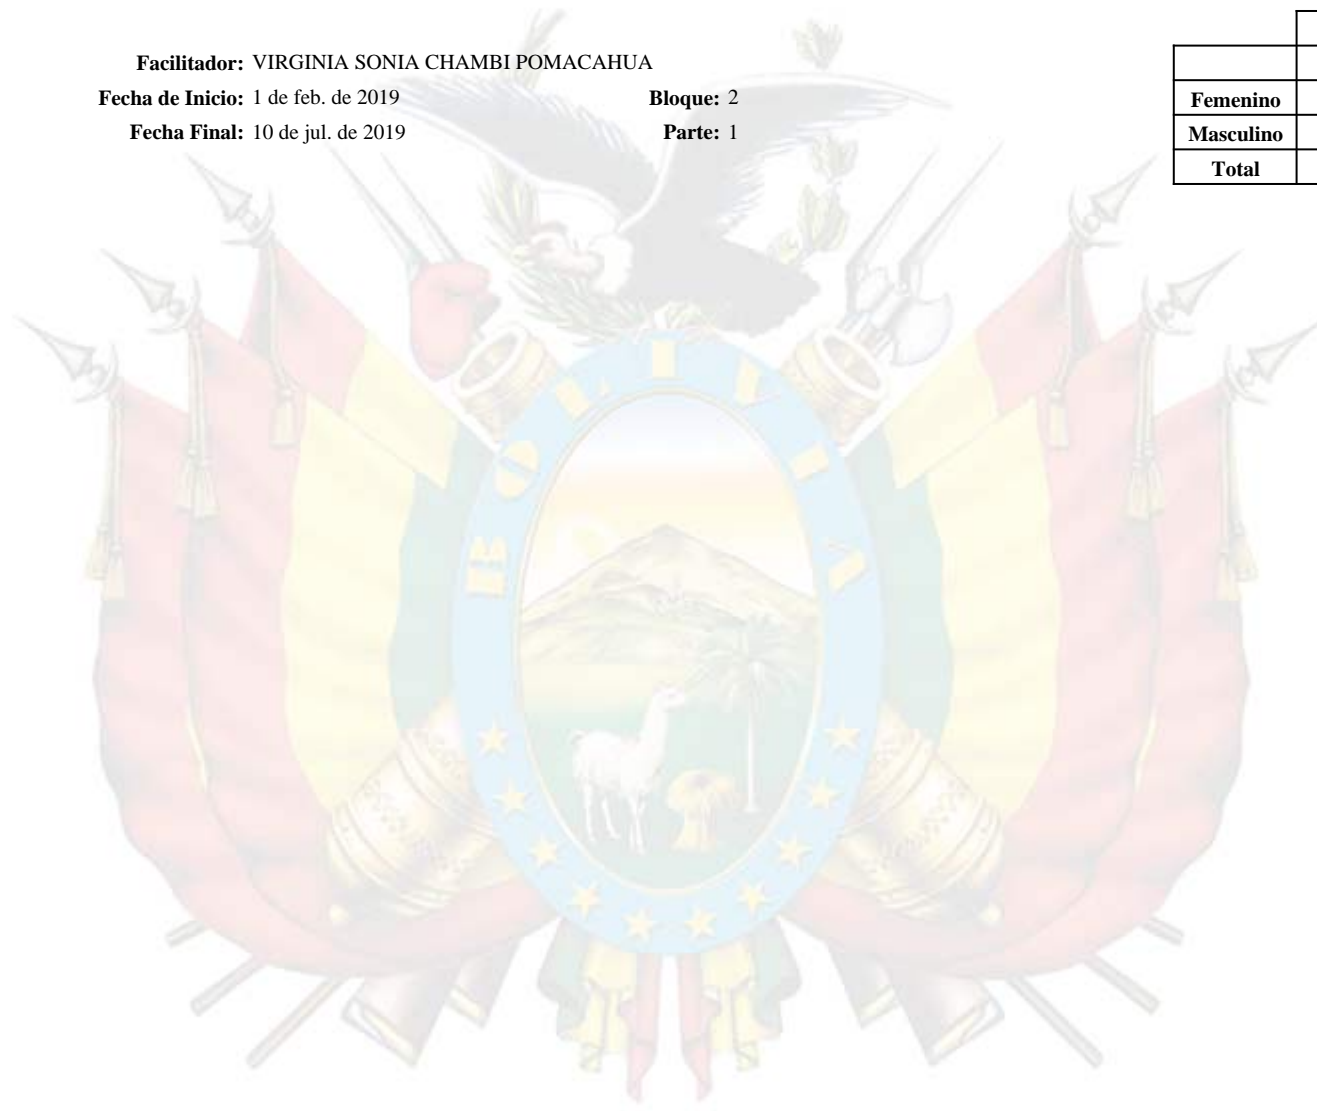 Facilitador: VIRGINIA SONIA CHAMBI POMACAHUA
Fecha de Inicio: 1 de feb. de 2019 Bloque: 2
Fecha Final: 10 de jul. de 2019 Parte: 1
Femenino
Masculino
Total
BOLIVIA